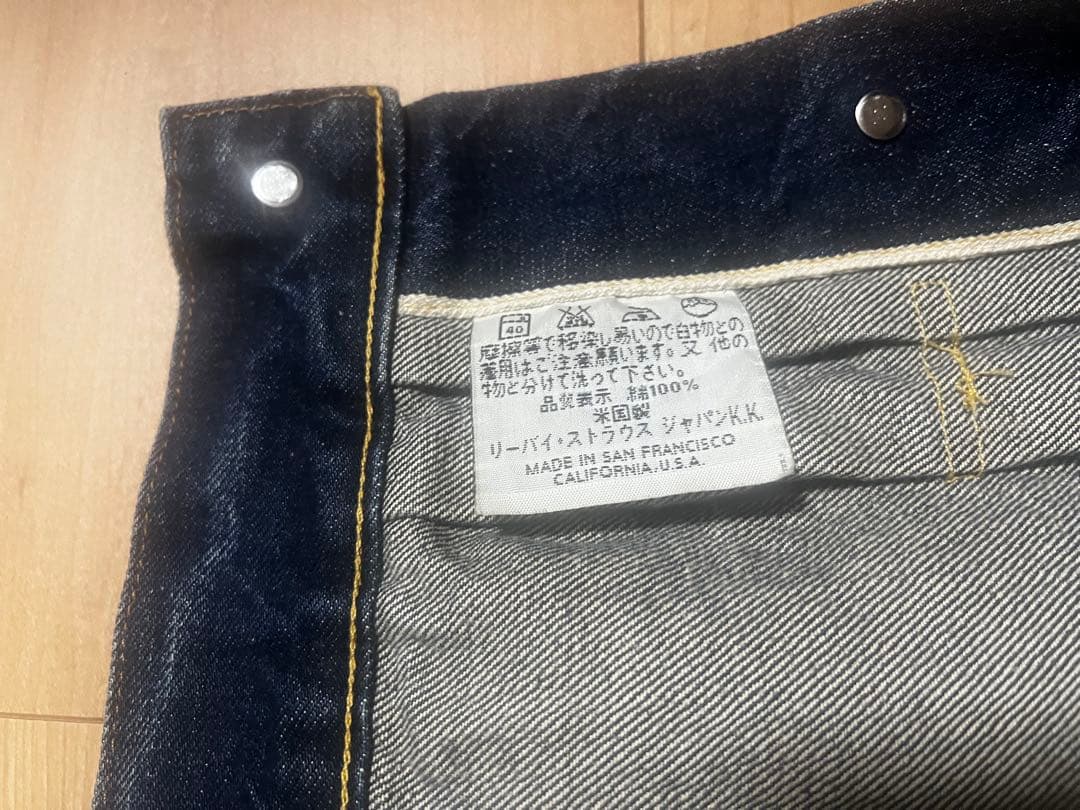 40
摩擦等で移染し易いので白物との
着用はご注意願います。又 他の
物と分けて洗って下さい。
品質表示 綿100%
米国製
リーバイ・ストラウス ジャパンK.K.
MADE IN SAN FRANCISCO
CALIFORNIA, U.S.A.